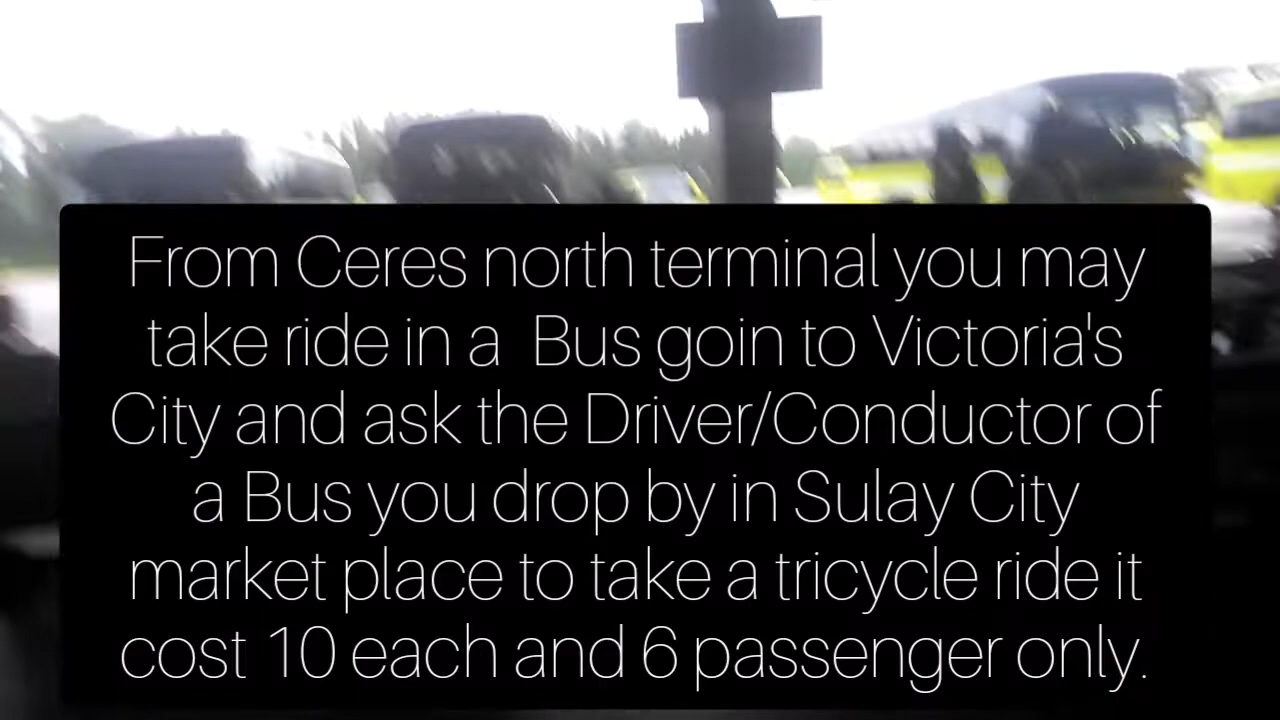 From Ceres north terminal you may
take ride in a  Bus goin to Victoria's
City and ask the Driver/Conductor of
a Bus you drop by in Sulay City
market place to take a tricycle ride it
cost 10 each and 6 passenger only.